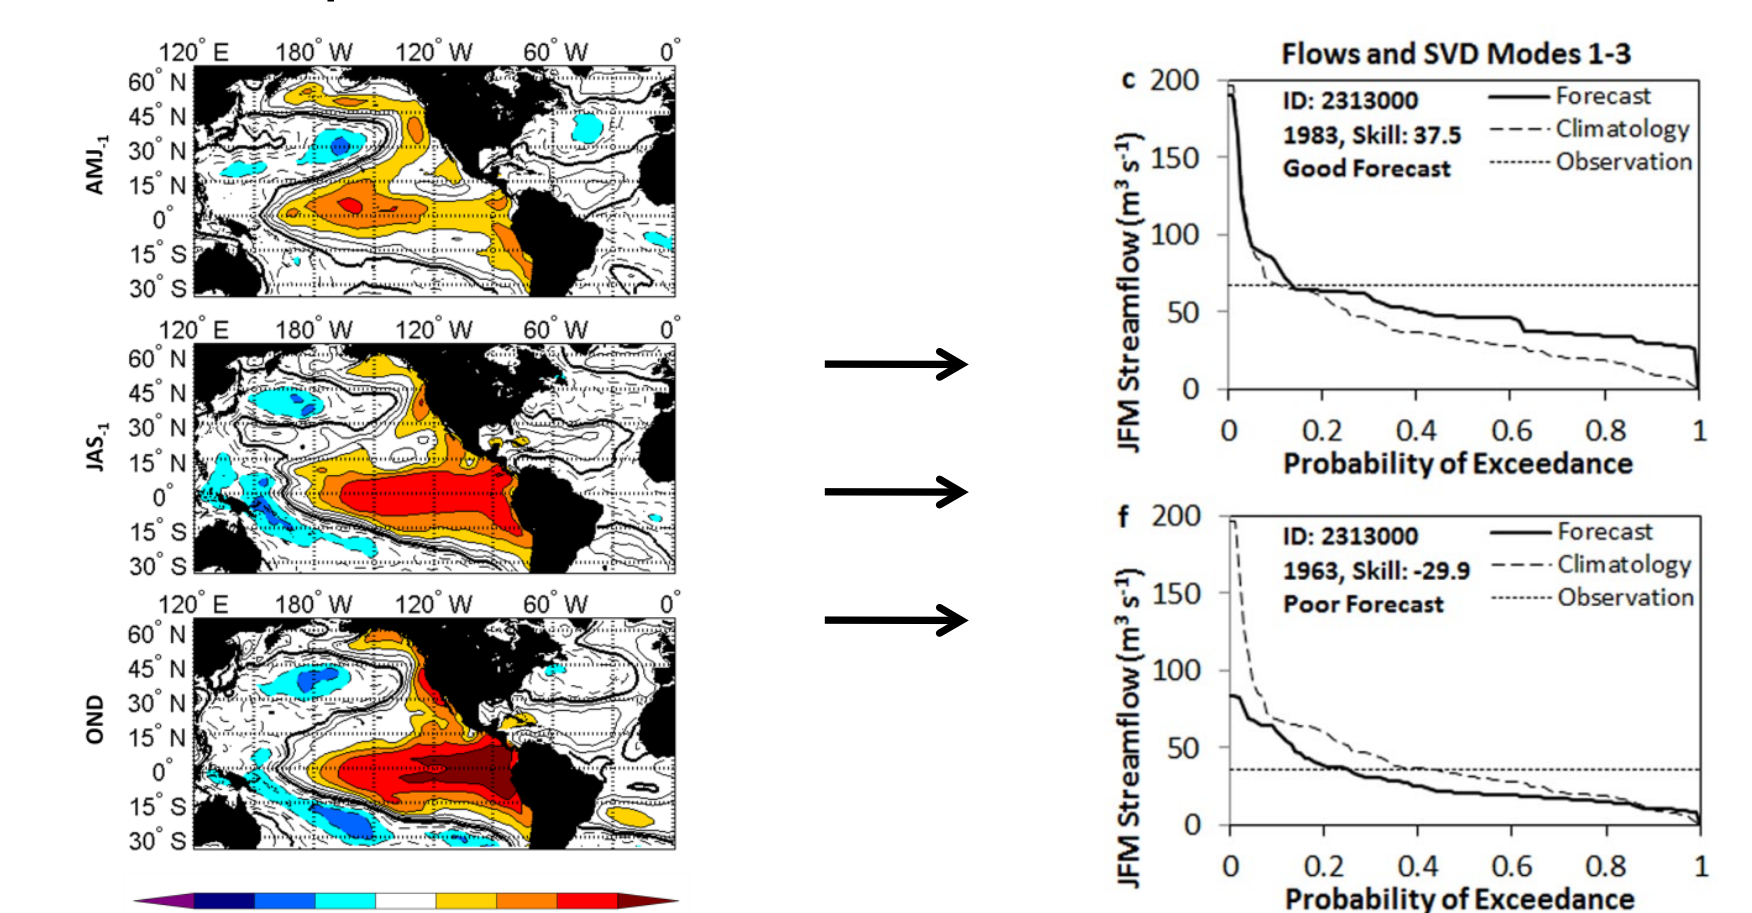 120° E 180° W 120° W 60° W 0°
60° N
45° N
30° N
15° N
0°
15° S
30° S
AMJ-1
120° E 180° W 120° W 60° W 0°
60° N
45° N
30° N
15° N
0°
15° S
30° S
JAS-1
120° E 180° W 120° W 60° W 0°
60° N
45° N
30° N
15° N
0°
15° S
30° S
OND
Flows and SVD Modes 1-3
c
200
150
100
50
0
JFM Streamflow (m³ s⁻¹)
ID: 2313000
1983, Skill: 37.5
Good Forecast
Forecast
Climatology
Observation
0 0.2 0.4 0.6 0.8 1
Probability of Exceedance
f
200
150
100
50
0
JFM Streamflow (m³ s⁻¹)
ID: 2313000
1963, Skill: -29.9
Poor Forecast
Forecast
Climatology
Observation
0 0.2 0.4 0.6 0.8 1
Probability of Exceedance